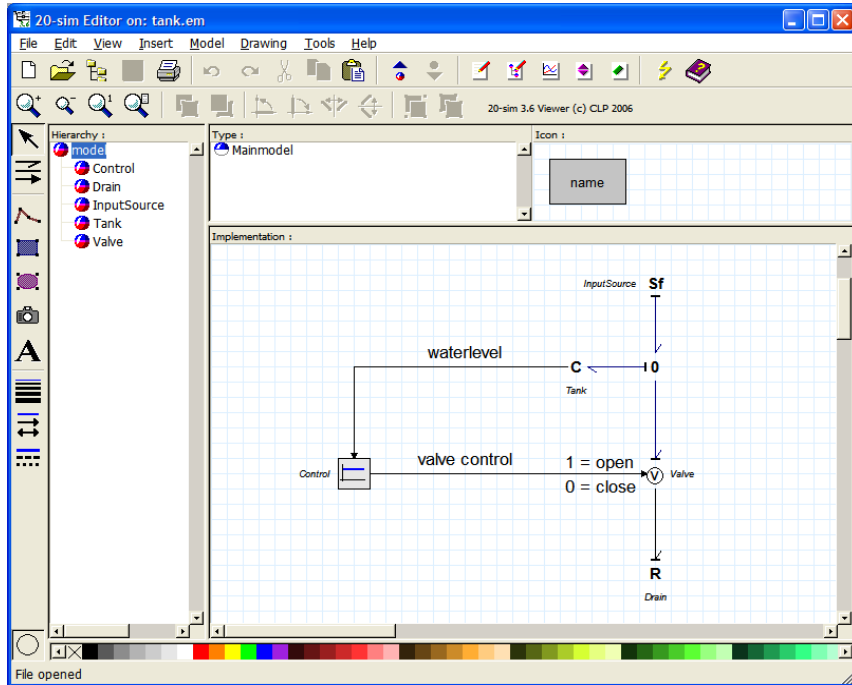 20-sim Editor on: tank.em
File Edit View Insert Model Drawing Tools Help
20-sim 3.6 Viewer (c) CLP 2006
Hierarchy :
model
Control
Drain
InputSource
Tank
Valve
Type :
Mainmodel
Icon :
name
Implementation :
InputSource Sf
waterlevel
C 0
Tank
Control
valve control
1 = open
0 = close
V Valve
R
Drain
A
File opened